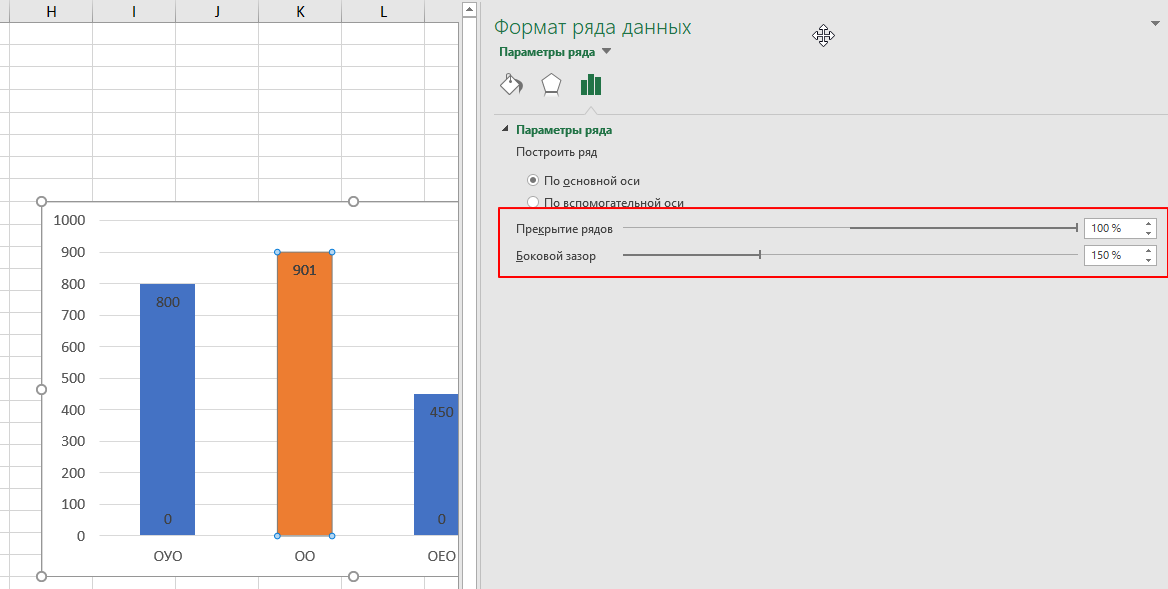 H I J K L
Формат ряда данных
Параметры ряда
Параметры ряда
Построить ряд
По основной оси
По вспомогательной оси
Прекрытие рядов 100 %
Боковой зазор 150 %
1000
900
800
700
600
500
400
300
200
100
0
800
901
450
0
0
ОУО ОО ОЕО